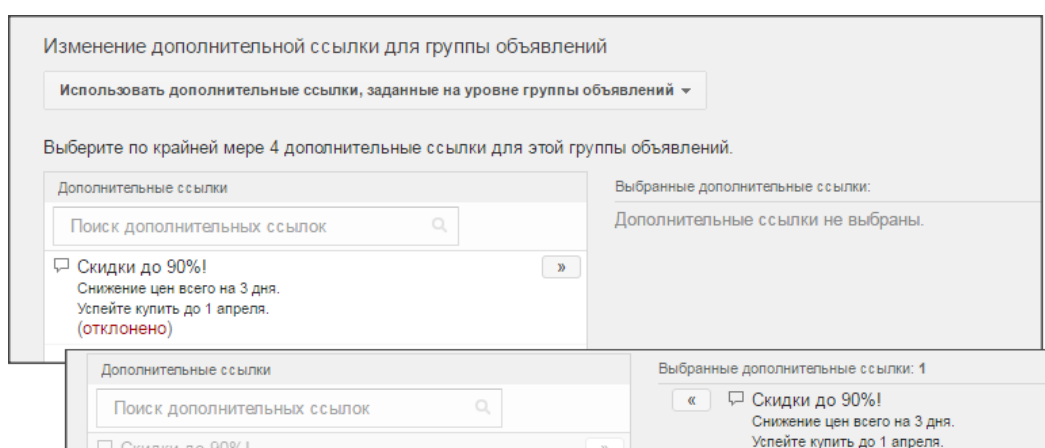 Изменение дополнительной ссылки для группы объявлений
Использовать дополнительные ссылки, заданные на уровне группы объявлений
Выберите по крайней мере 4 дополнительные ссылки для этой группы объявлений.
Дополнительные ссылки
Выбранные дополнительные ссылки:
Поиск дополнительных ссылок
Дополнительные ссылки не выбраны.
Скидки до 90%! »
Снижение цен всего на 3 дня.
Успейте купить до 1 апреля.
(отклонено)
Дополнительные ссылки
Выбранные дополнительные ссылки: 1
Поиск дополнительных ссылок
« Скидки до 90%!
Снижение цен всего на 3 дня.
Успейте купить до 1 апреля.
Скидки до 90%! »